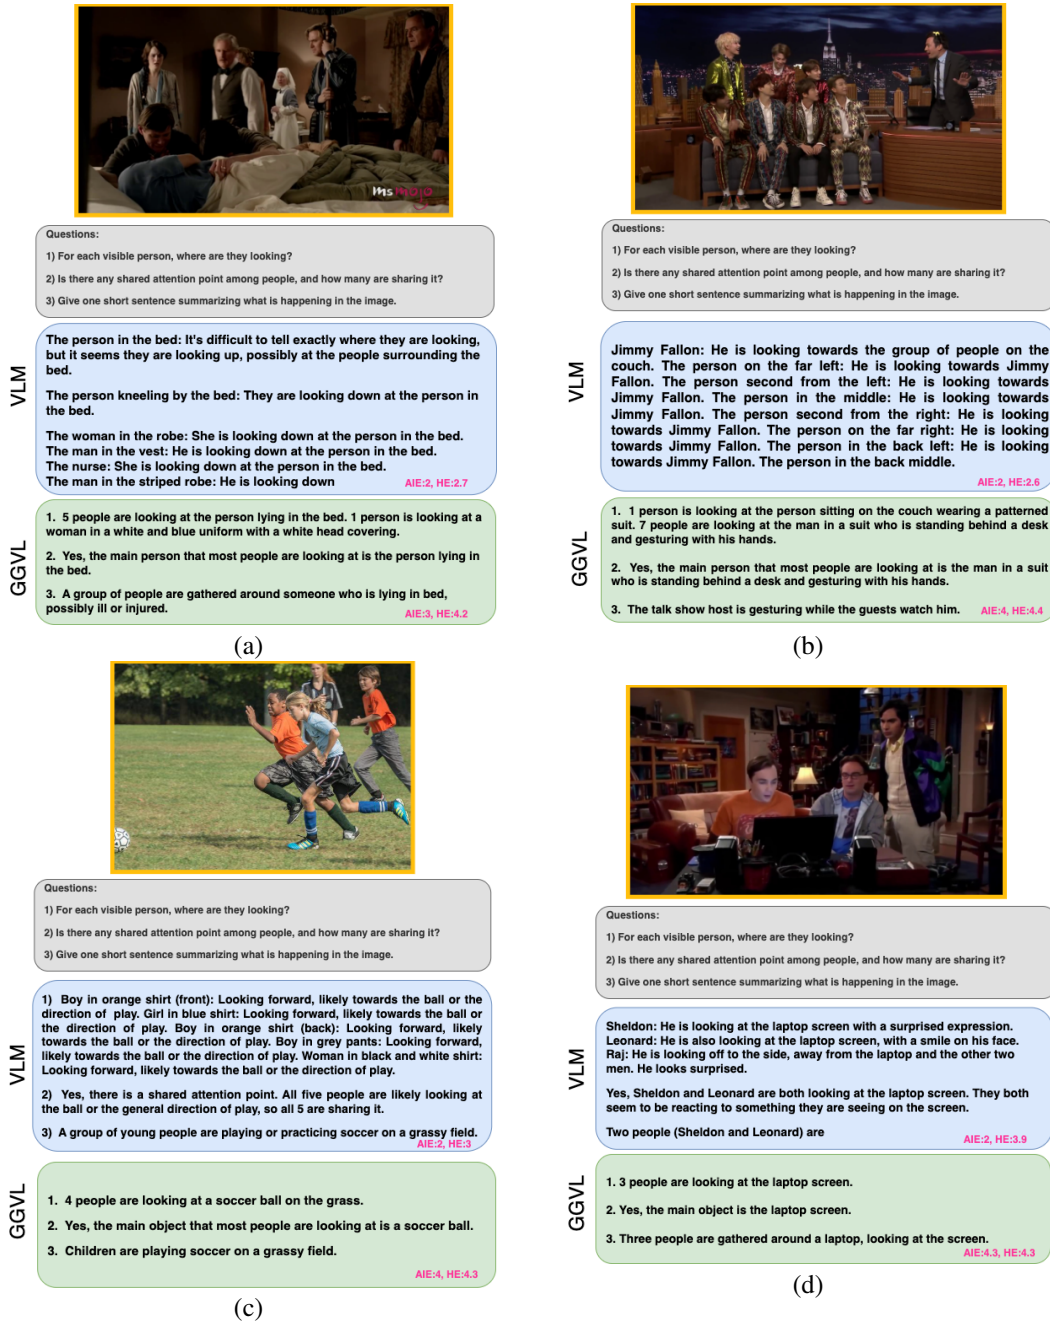 msmojo
Questions:
1) For each visible person, where are they looking?
2) Is there any shared attention point among people, and how many are sharing it?
3) Give one short sentence summarizing what is happening in the image.
VLM
The person in the bed: It's difficult to tell exactly where they are looking,
but it seems they are looking up, possibly at the people surrounding the
bed.
The person kneeling by the bed: They are looking down at the person in
the bed.
The woman in the robe: She is looking down at the person in the bed.
The man in the vest: He is looking down at the person in the bed.
The nurse: She is looking down at the person in the bed.
The man in the striped robe: He is looking down
AIE:2, HE:2.7
GGVL
1. 5 people are looking at the person lying in the bed. 1 person is looking at a
woman in a white and blue uniform with a white head covering.
2. Yes, the main person that most people are looking at is the person lying in
the bed.
3. A group of people are gathered around someone who is lying in bed,
possibly ill or injured.
AIE:3, HE:4.2
(a)
Questions:
1) For each visible person, where are they looking?
2) Is there any shared attention point among people, and how many are sharing it?
3) Give one short sentence summarizing what is happening in the image.
VLM
Jimmy Fallon: He is looking towards the group of people on the
couch. The person on the far left: He is looking towards Jimmy
Fallon. The person second from the left: He is looking towards
Jimmy Fallon. The person in the middle: He is looking towards
Jimmy Fallon. The person second from the right: He is looking
towards Jimmy Fallon. The person on the far right: He is looking
towards Jimmy Fallon. The person in the back left: He is looking
towards Jimmy Fallon. The person in the back middle.
AIE:2, HE:2.6
GGVL
1. 1 person is looking at the person sitting on the couch wearing a patterned
suit. 7 people are looking at the man in a suit who is standing behind a desk
and gesturing with his hands.
2. Yes, the main person that most people are looking at is the man in a suit
who is standing behind a desk and gesturing with his hands.
3. The talk show host is gesturing while the guests watch him.
AIE:4, HE:4.4
(b)
Questions:
1) For each visible person, where are they looking?
2) Is there any shared attention point among people, and how many are sharing it?
3) Give one short sentence summarizing what is happening in the image.
VLM
1) Boy in orange shirt (front): Looking forward, likely towards the ball or the
direction of play. Girl in blue shirt: Looking forward, likely towards the ball or
the direction of play. Boy in orange shirt (back): Looking forward, likely
towards the ball or the direction of play. Boy in grey pants: Looking forward,
likely towards the ball or the direction of play. Woman in black and white shirt:
Looking forward, likely towards the ball or the direction of play.
2) Yes, there is a shared attention point. All five people are likely looking at
the ball or the general direction of play, so all 5 are sharing it.
3) A group of young people are playing or practicing soccer on a grassy field.
AIE:2, HE:3
GGVL
1. 4 people are looking at a soccer ball on the grass.
2. Yes, the main object that most people are looking at is a soccer ball.
3. Children are playing soccer on a grassy field.
AIE:4, HE:4.3
(c)
Questions:
1) For each visible person, where are they looking?
2) Is there any shared attention point among people, and how many are sharing it?
3) Give one short sentence summarizing what is happening in the image.
VLM
Sheldon: He is looking at the laptop screen with a surprised expression.
Leonard: He is also looking at the laptop screen, with a smile on his face.
Raj: He is looking off to the side, away from the laptop and the other two
men. He looks surprised.
Yes, Sheldon and Leonard are both looking at the laptop screen. They both
seem to be reacting to something they are seeing on the screen.
Two people (Sheldon and Leonard) are
AIE:2, HE:3.9
GGVL
1. 3 people are looking at the laptop screen.
2. Yes, the main object is the laptop screen.
3. Three people are gathered around a laptop, looking at the screen.
AIE:4.3, HE:4.3
(d)